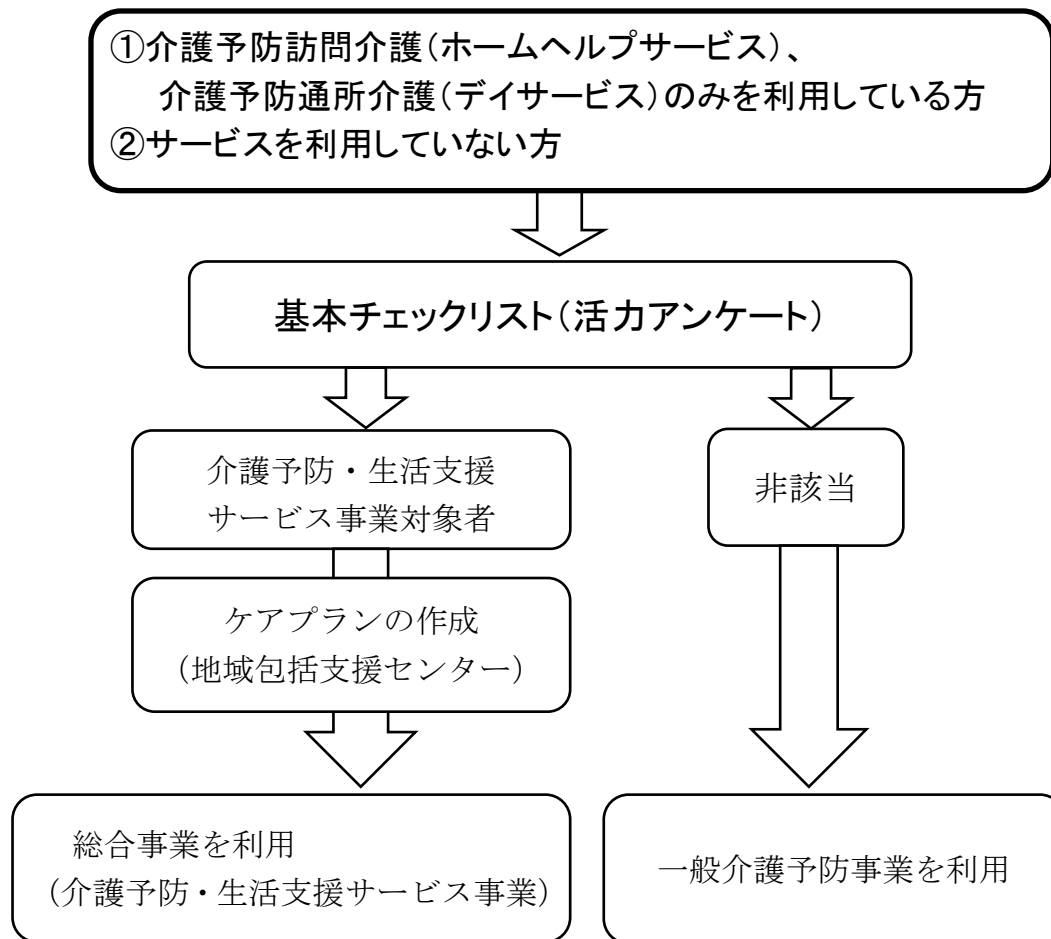 ①介護予防訪問介護（ホームヘルプサービス）、
介護予防通所介護（デイサービス）のみを利用している方
②サービスを利用していない方
基本チェックリスト（活力アンケート）
介護予防・生活支援
サービス事業対象者
非該当
ケアプランの作成
（地域包括支援センター）
総合事業を利用
（介護予防・生活支援サービス事業）
一般介護予防事業を利用